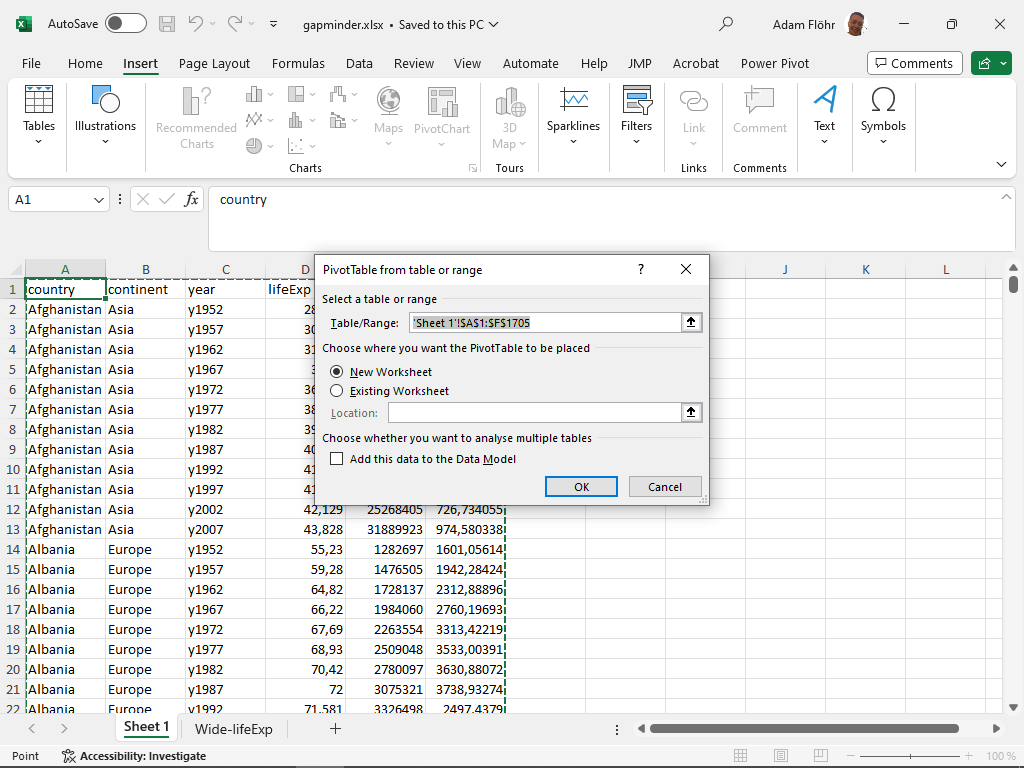 AutoSave gapminder.xlsx • Saved to this PC Adam Flöhr
File Home Insert Page Layout Formulas Data Review View Automate Help JMP Acrobat Power Pivot Comments
Tables Illustrations Recommended Charts Maps PivotChart 3D Map Sparklines Filters Link Comment Text Symbols
Charts Tours Links Comments
A1 fx country
A B C D J K L
PivotTable from table or range ?
Select a table or range
Table/Range: 'Sheet 1'!$A$1:$F$1705
Choose where you want the PivotTable to be placed
New Worksheet
Existing Worksheet
Location:
Choose whether you want to analyse multiple tables
Add this data to the Data Model
OK Cancel
1 country continent year lifeExp
2 Afghanistan Asia y1952 28
3 Afghanistan Asia y1957 30
4 Afghanistan Asia y1962 31
5 Afghanistan Asia y1967 3
6 Afghanistan Asia y1972 36
7 Afghanistan Asia y1977 38
8 Afghanistan Asia y1982 39
9 Afghanistan Asia y1987 40
10 Afghanistan Asia y1992 41
11 Afghanistan Asia y1997 41
12 Afghanistan Asia y2002 42,129 25268405 726,734055
13 Afghanistan Asia y2007 43,828 31889923 974,580338
14 Albania Europe y1952 55,23 1282697 1601,05614
15 Albania Europe y1957 59,28 1476505 1942,28424
16 Albania Europe y1962 64,82 1728137 2312,88896
17 Albania Europe y1967 66,22 1984060 2760,19693
18 Albania Europe y1972 67,69 2263554 3313,42219
19 Albania Europe y1977 68,93 2509048 3533,00391
20 Albania Europe y1982 70,42 2780097 3630,88072
21 Albania Europe y1987 72 3075321 3738,93274
22 Albania Europe y1992 71,581 3326498 2497,4379
Sheet 1 Wide-lifeExp
Point Accessibility: Investigate 100 %